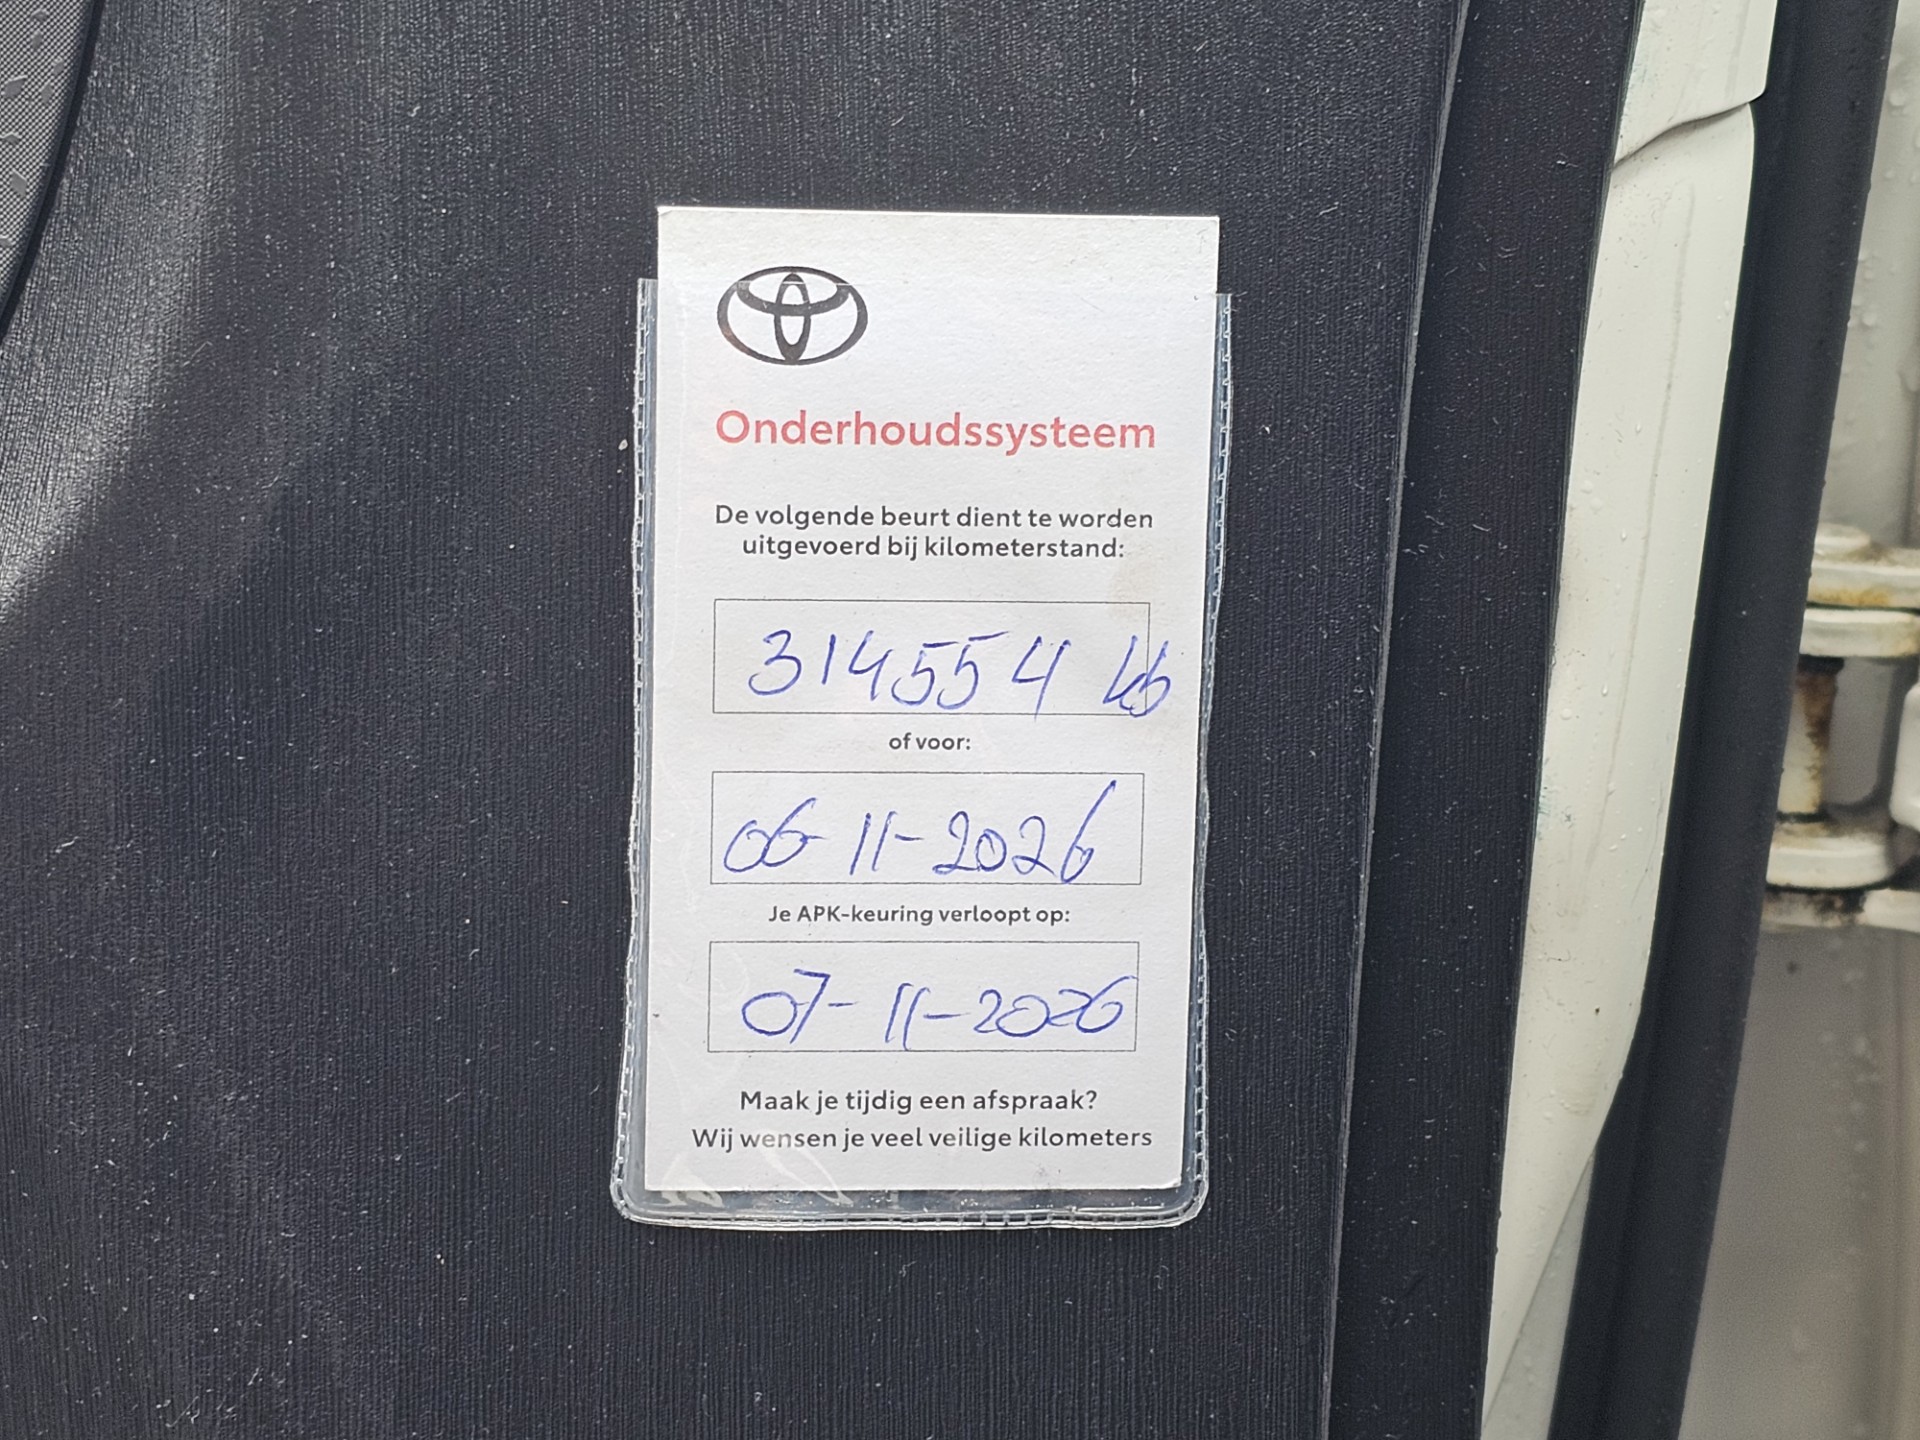 Onderhoudssysteem
De volgende beurt dient te worden
uitgevoerd bij kilometerstand:
314554
of voor:
06-11-2026
Je APK-keuring verloopt op:
07-11-2026
Maak je tijdig een afspraak?
Wij wensen je veel veilige kilometers